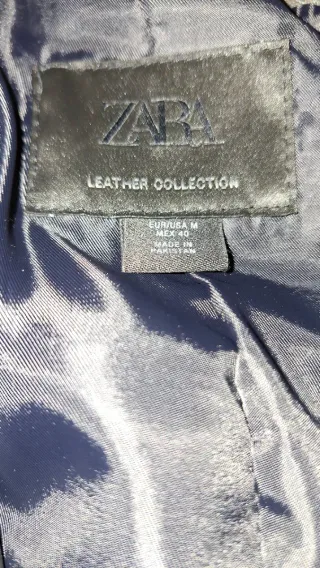 ZARA
LEATHER COLLECTION
EUR/USA M
MEX 40
MADE IN
PAKISTAN